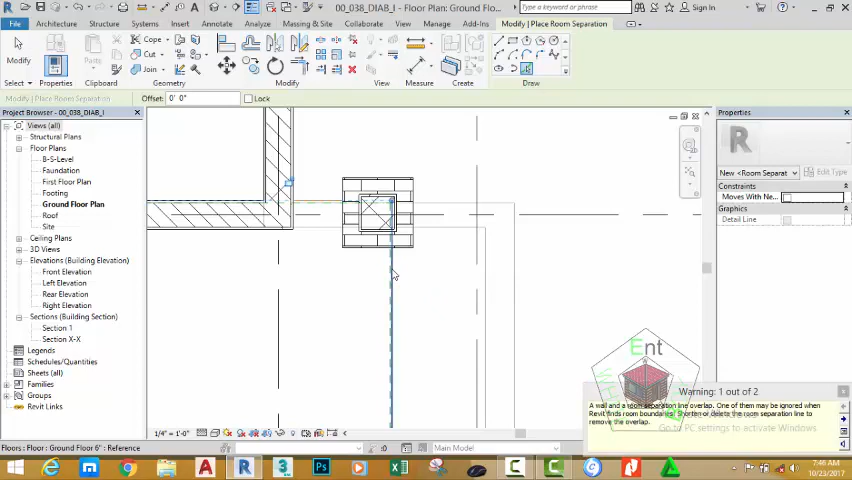 00_038_DIAB_I - Floor Plan: Ground Flo...
Type a keyword or phrase
Sign In
File
Architecture
Structure
Systems
Insert
Annotate
Analyze
Massing & Site
Collaborate
View
Manage
Add-Ins
Modify | Place Room Separation
Modify
Paste
Cope
Cut
Join
Select
Properties
Clipboard
Geometry
Modify
View
Measure
Create
Draw
Modify | Place Room Separation
Offset: 0' 0"
Lock
Project Browser - 00_038_DIAB_I
Views (all)
Structural Plans
Floor Plans
B-S-Level
Foundation
First Floor Plan
Footing
Ground Floor Plan
Roof
Site
Ceiling Plans
3D Views
Elevations (Building Elevation)
Front Elevation
Left Elevation
Rear Elevation
Right Elevation
Sections (Building Section)
Section 1
Section X-X
Legends
Schedules/Quantities
Sheets (all)
Families
Groups
Revit Links
Properties
New <Room Separat
Edit Type
Constraints
Moves With Ne...
Graphics
Detail Line
Ent
Warning: 1 out of 2
A wall and a room separation line overlap. One of them may be ignored when
Revit finds room boundaries. Shorten or delete the room separation line to
remove the overlap.
Go to PC settings to activate Windows
1/4" = 1'-0"
Floors : Floor : Ground Floor 6" : Reference
:0
Main Model
7:46 AM
10/23/2017